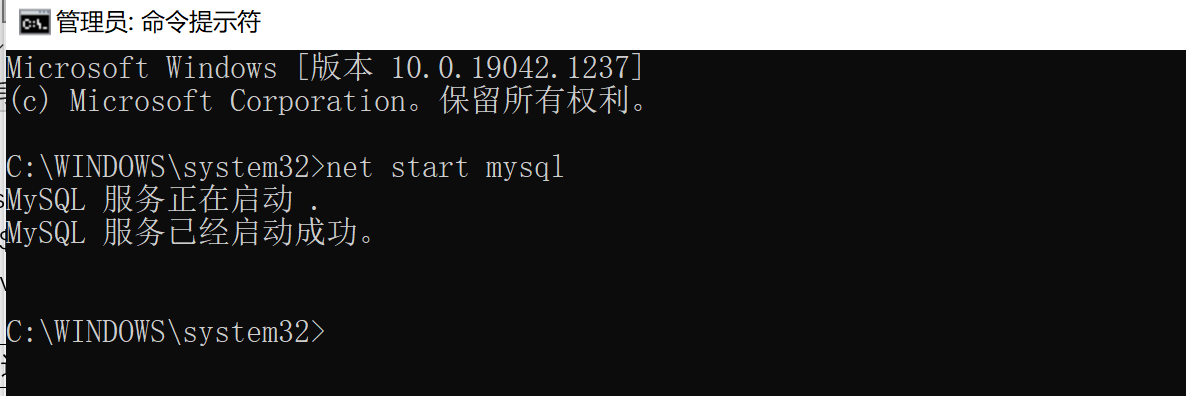 管理员: 命令提示符
Microsoft Windows [版本 10.0.19042.1237]
(c) Microsoft Corporation。保留所有权利。
C:\WINDOWS\system32>net start mysql
MySQL 服务正在启动 .
MySQL 服务已经启动成功。
C:\WINDOWS\system32>